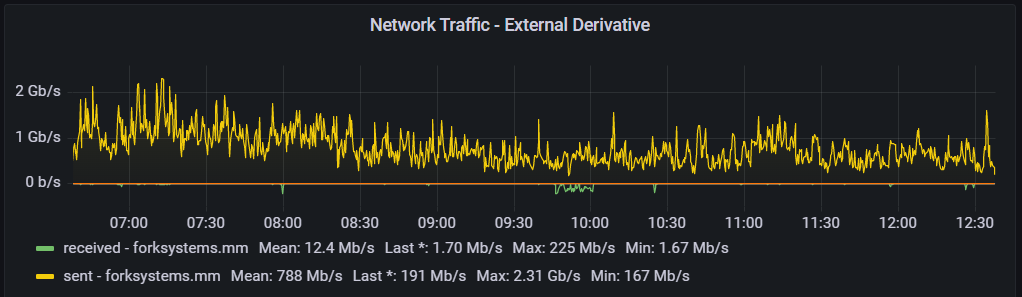 Network Traffic - External Derivative
2 Gb/s
1 Gb/s
0 b/s
07:00 07:30 08:00 08:30 09:00 09:30 10:00 10:30 11:00 11:30 12:00 12:30
received - forksystems.mm Mean: 12.4 Mb/s Last *: 1.70 Mb/s Max: 225 Mb/s Min: 1.67 Mb/s
sent - forksystems.mm Mean: 788 Mb/s Last *: 191 Mb/s Max: 2.31 Gb/s Min: 167 Mb/s